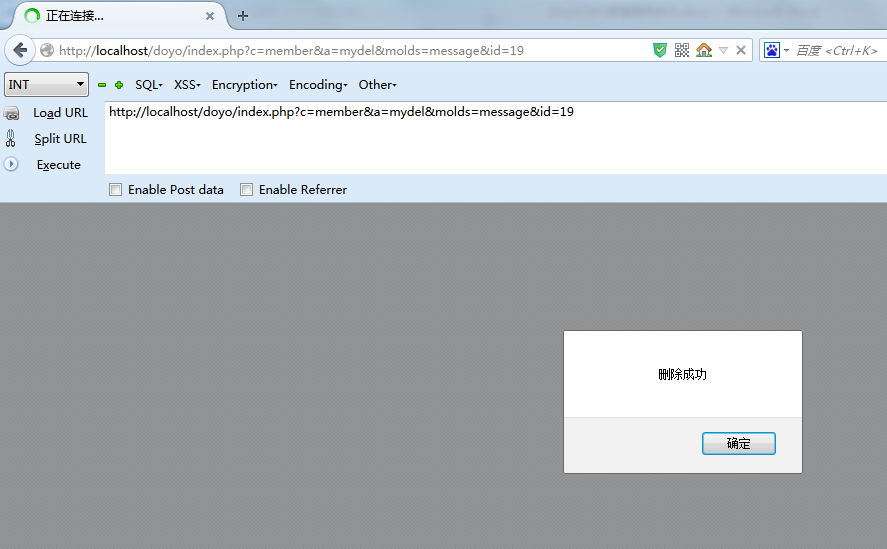 正在连接...
http://localhost/doyo/index.php?c=member&a=mydel&molds=message&id=19
百度 <Ctrl+K>
INT
SQL
XSS
Encryption
Encoding
Other
Load URL
http://localhost/doyo/index.php?c=member&a=mydel&molds=message&id=19
Split URL
Execute
Enable Post data
Enable Referrer
删除成功
确定